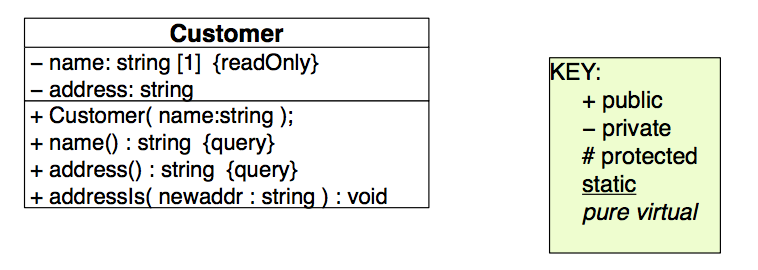 Customer
– name: string [1] {readOnly}
– address: string
+ Customer( name:string );
+ name() : string {query}
+ address() : string {query}
+ addressIs( newaddr : string ) : void
KEY:
+ public
– private
# protected
static
pure virtual